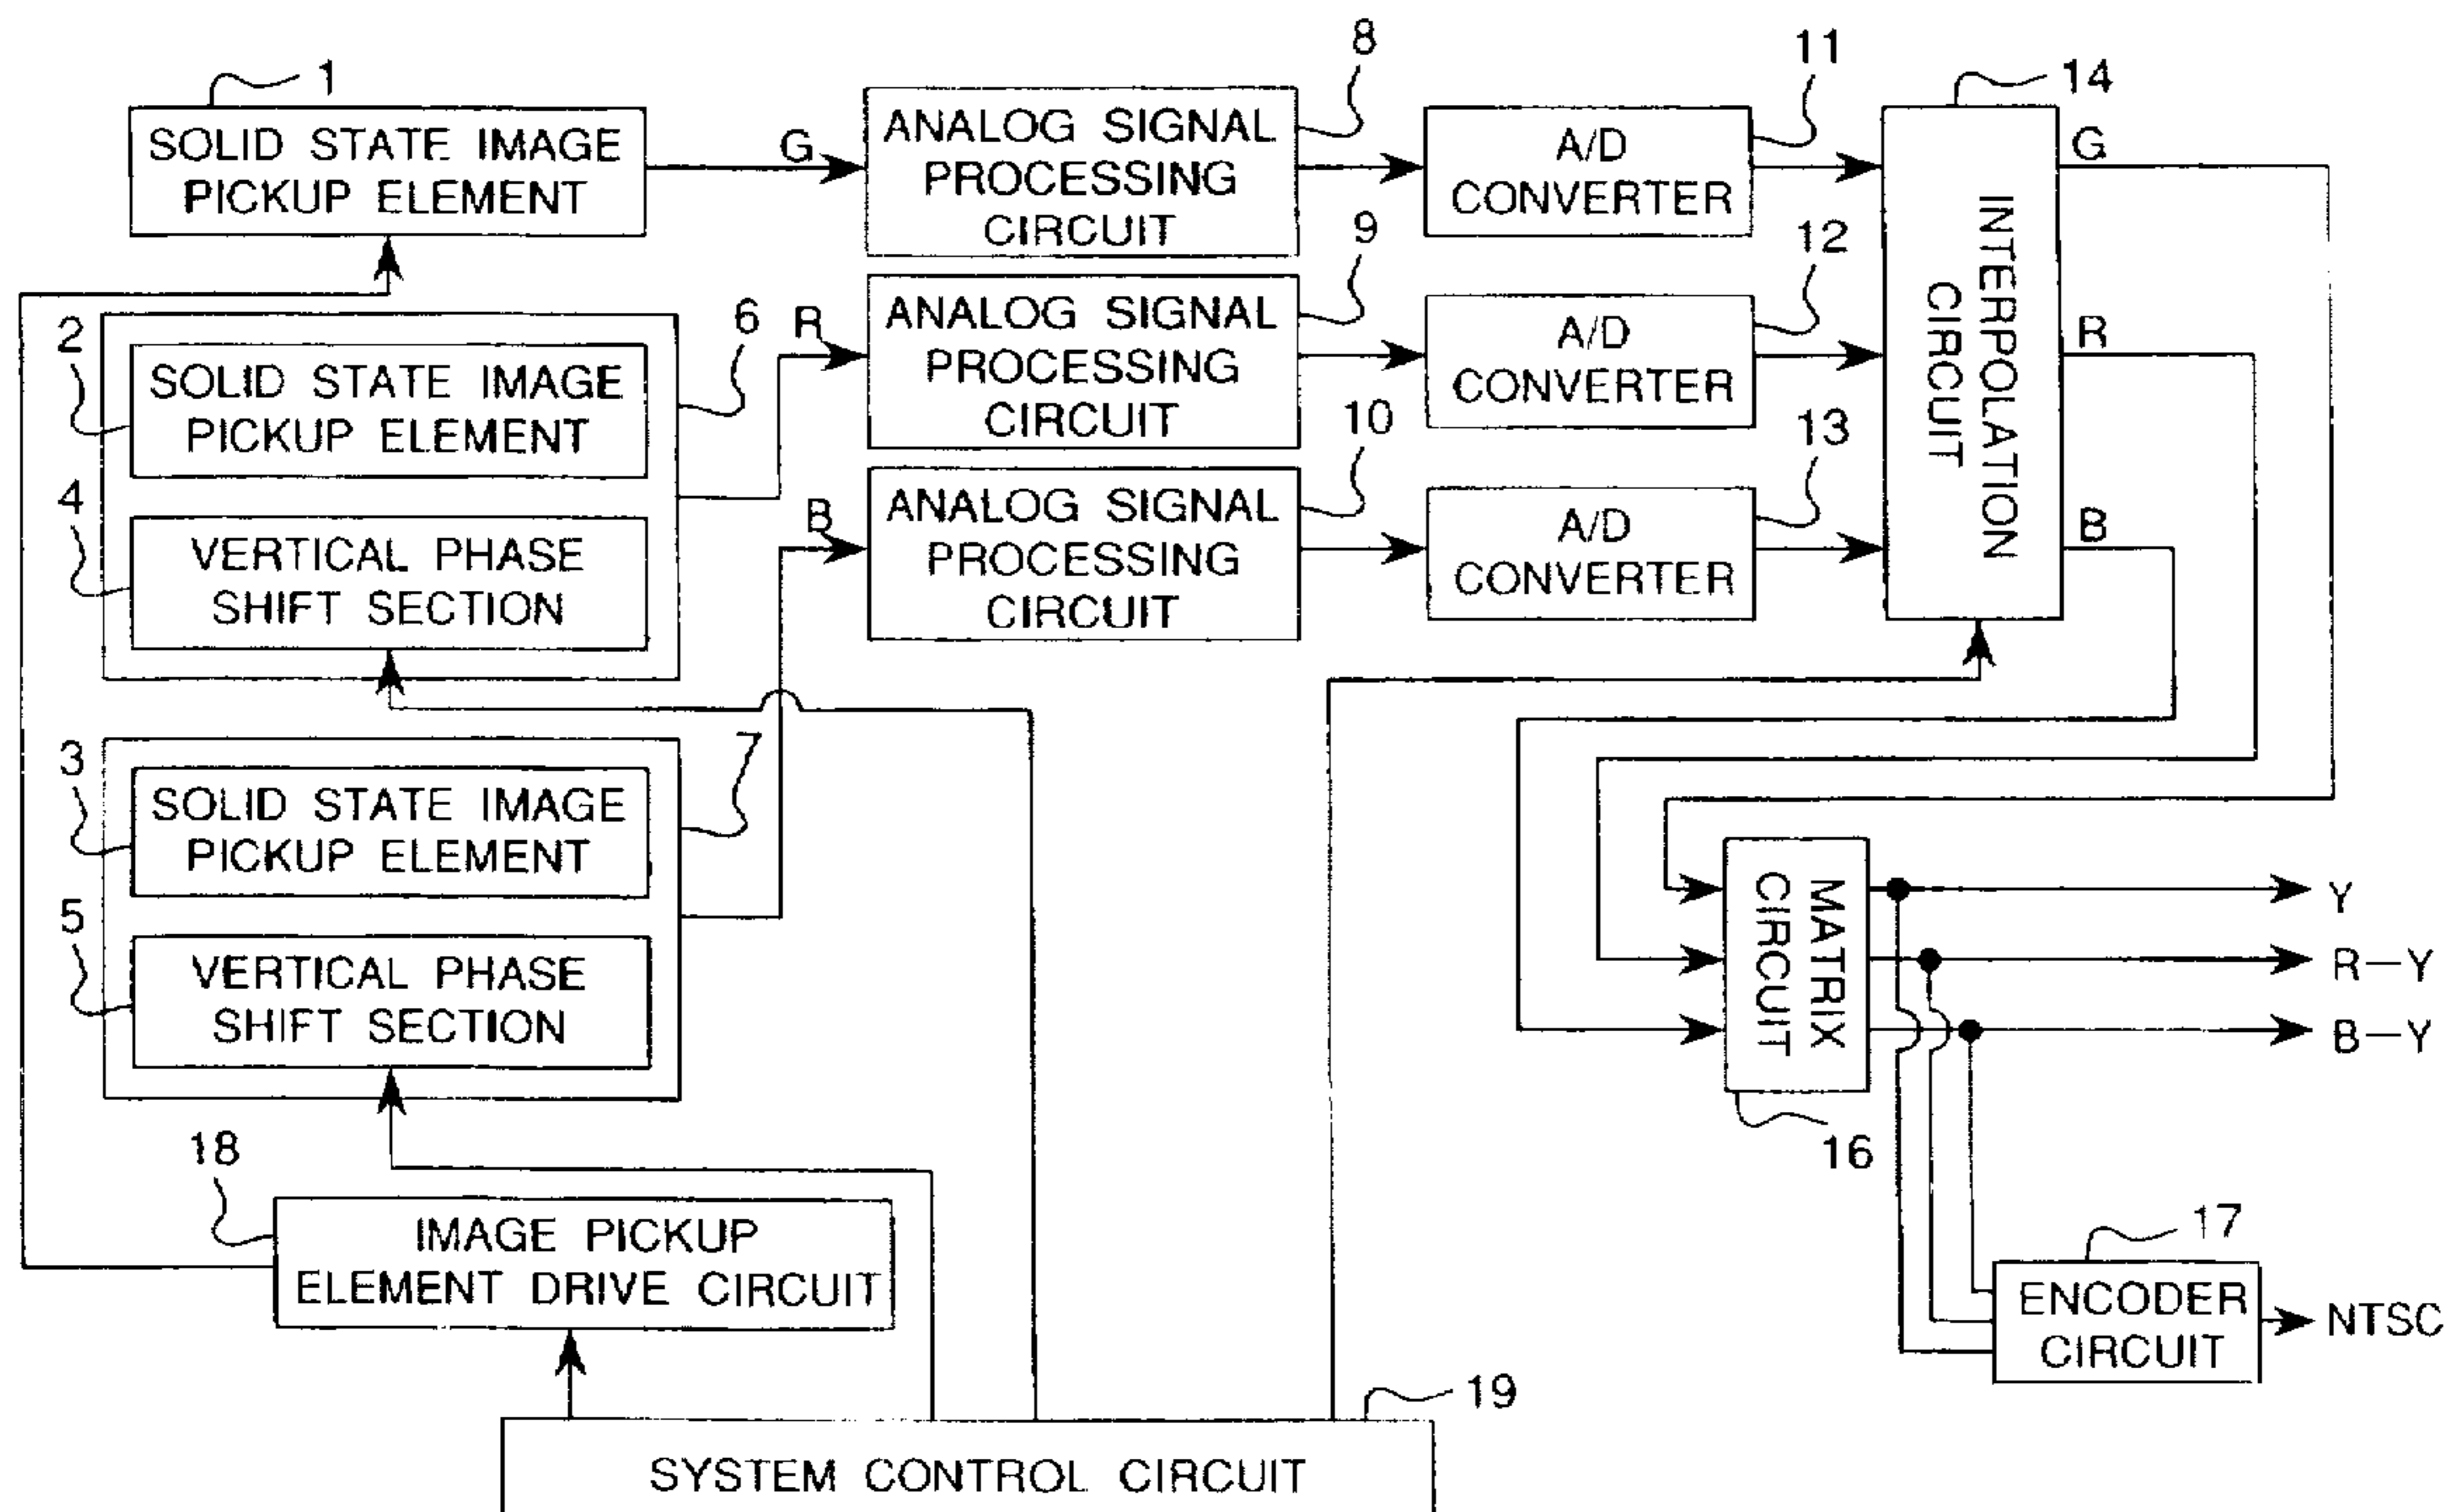 1
SOLID STATE IMAGE
PICKUP ELEMENT
G
8
ANALOG SIGNAL
PROCESSING
CIRCUIT
11
A/D
CONVERTER
14
INTERPOLATION
CIRCUIT
G
R
B
2
SOLID STATE IMAGE
PICKUP ELEMENT
4
VERTICAL PHASE
SHIFT SECTION
6
R
9
ANALOG SIGNAL
PROCESSING
CIRCUIT
12
A/D
CONVERTER
B
10
ANALOG SIGNAL
PROCESSING
CIRCUIT
13
A/D
CONVERTER
3
SOLID STATE IMAGE
PICKUP ELEMENT
5
VERTICAL PHASE
SHIFT SECTION
7
MATRIX
CIRCUIT
16
Y
R-Y
B-Y
18
IMAGE PICKUP
ELEMENT DRIVE CIRCUIT
17
ENCODER
CIRCUIT
NTSC
19
SYSTEM CONTROL CIRCUIT